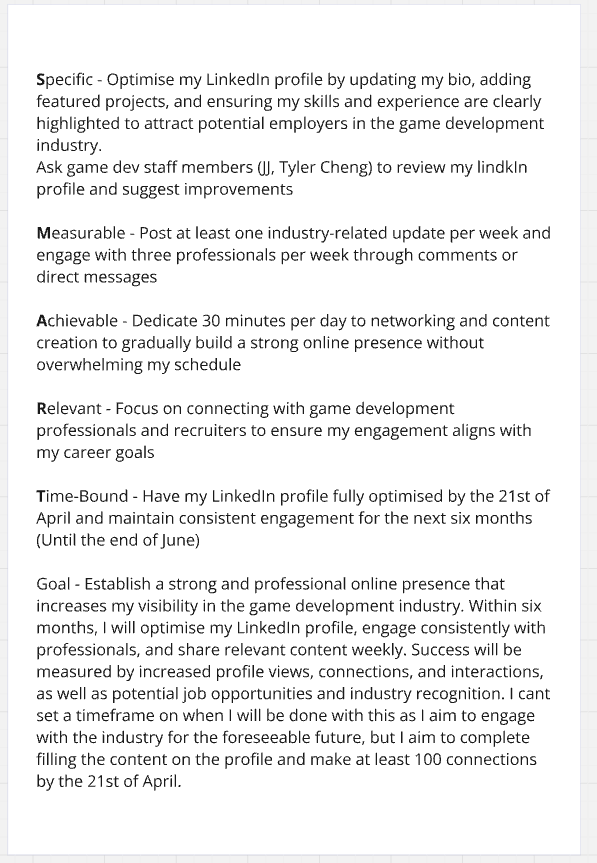 Specific - Optimise my LinkedIn profile by updating my bio, adding
featured projects, and ensuring my skills and experience are clearly
highlighted to attract potential employers in the game development
industry.
Ask game dev staff members (JJ, Tyler Cheng) to review my lindkIn
profile and suggest improvements
Measurable - Post at least one industry-related update per week and
engage with three professionals per week through comments or
direct messages
Achievable - Dedicate 30 minutes per day to networking and content
creation to gradually build a strong online presence without
overwhelming my schedule
Relevant - Focus on connecting with game development
professionals and recruiters to ensure my engagement aligns with
my career goals
Time-Bound - Have my LinkedIn profile fully optimised by the 21st of
April and maintain consistent engagement for the next six months
(Until the end of June)
Goal - Establish a strong and professional online presence that
increases my visibility in the game development industry. Within six
months, I will optimise my LinkedIn profile, engage consistently with
professionals, and share relevant content weekly. Success will be
measured by increased profile views, connections, and interactions,
as well as potential job opportunities and industry recognition. I cant
set a timeframe on when I will be done with this as I aim to engage
with the industry for the foreseeable future, but I aim to complete
filling the content on the profile and make at least 100 connections
by the 21st of April.